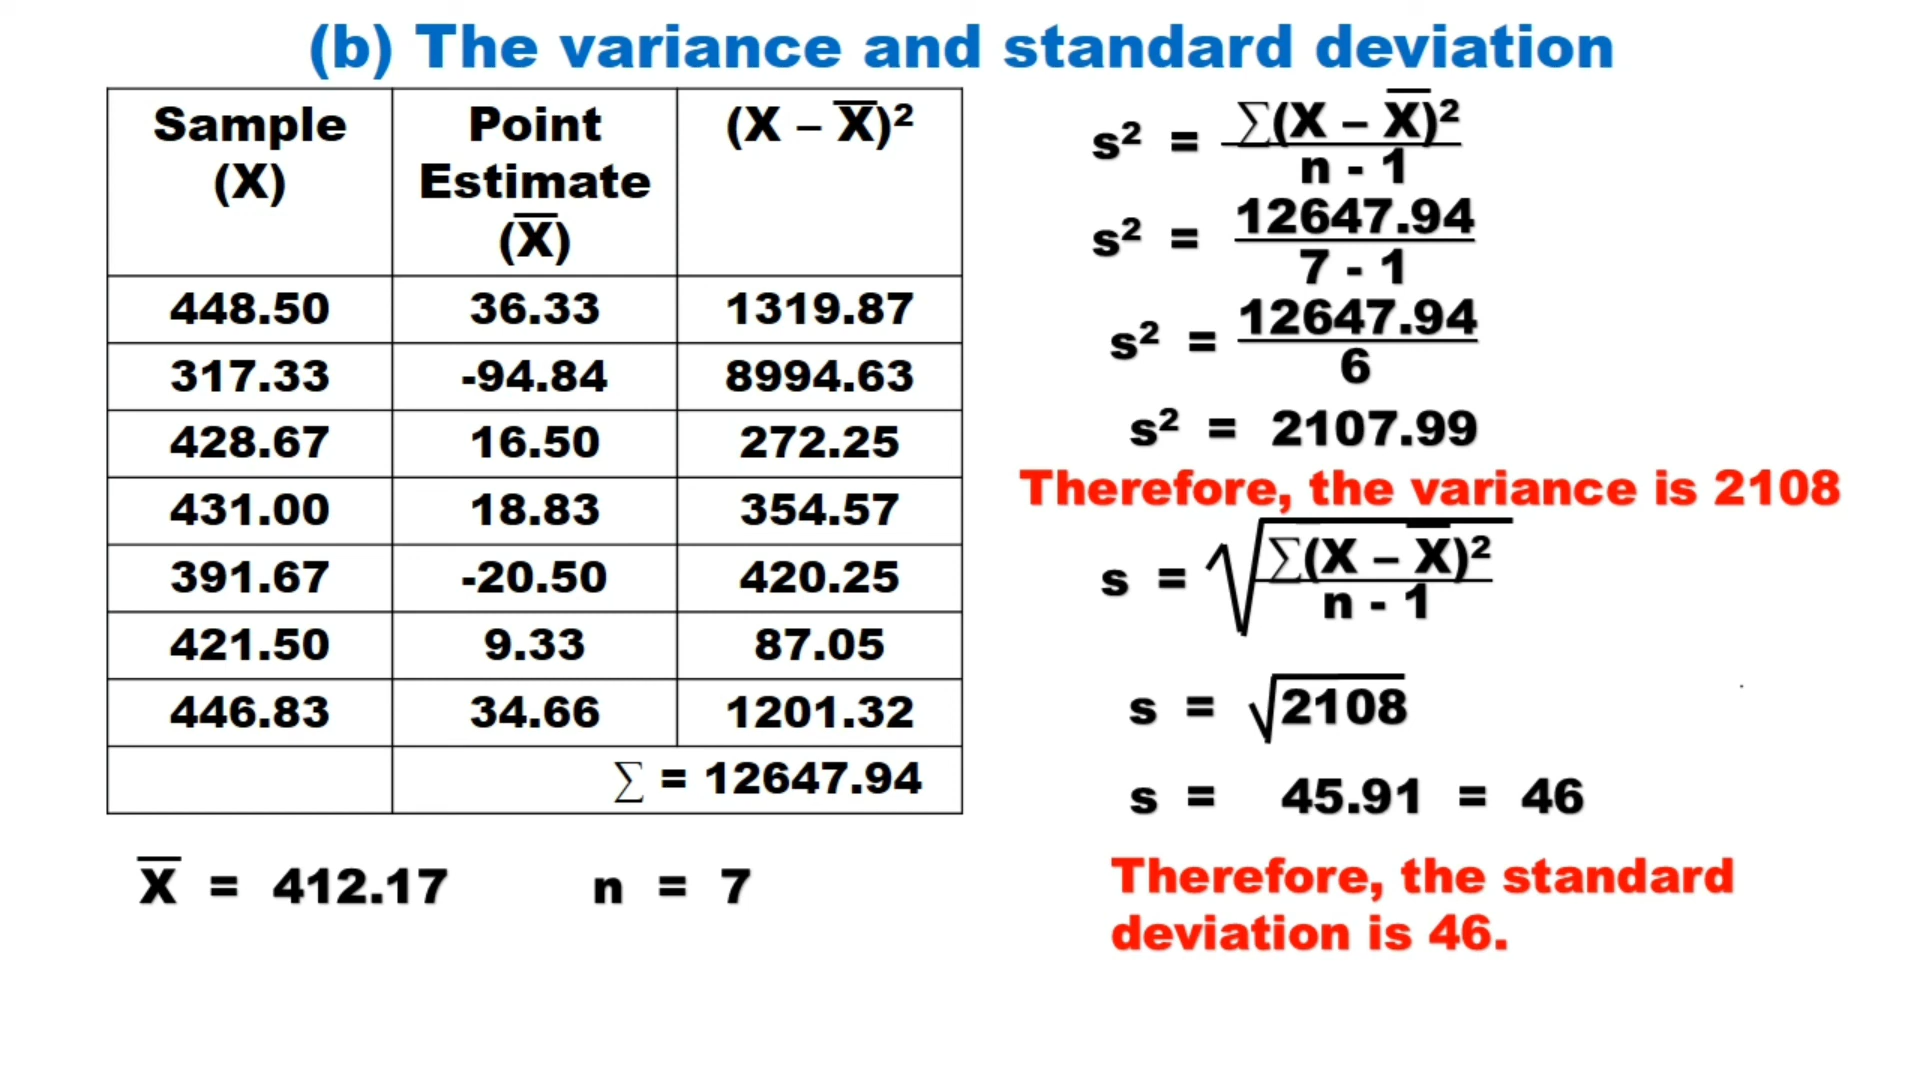 (b) The variance and standard deviation
Sample (X) | Point Estimate (X̅) | (X – X̅)²
448.50 | 36.33 | 1319.87
317.33 | -94.84 | 8994.63
428.67 | 16.50 | 272.25
431.00 | 18.83 | 354.57
391.67 | -20.50 | 420.25
421.50 | 9.33 | 87.05
446.83 | 34.66 | 1201.32
∑ = 12647.94
X̅ = 412.17 n = 7
s² = ∑(X – X̅)² / n - 1
s² = 12647.94 / 7 - 1
s² = 12647.94 / 6
s² = 2107.99
Therefore, the variance is 2108
s = √(∑(X – X̅)² / n - 1)
s = √2108
s = 45.91 = 46
Therefore, the standard
deviation is 46.